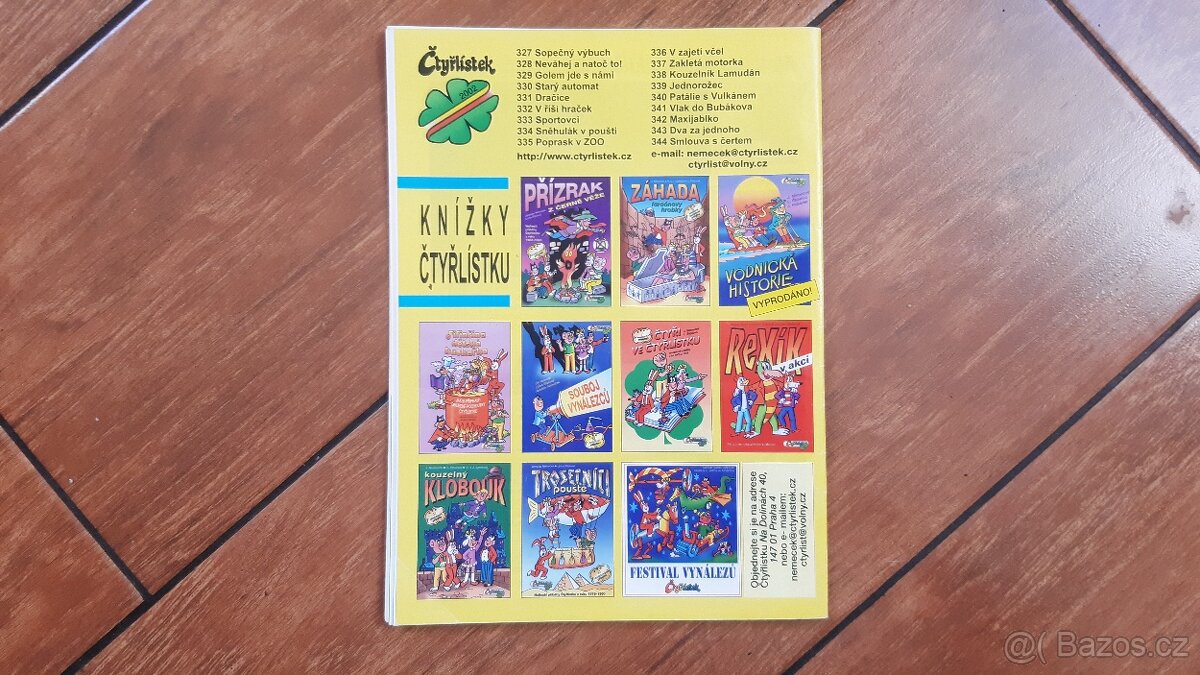 Čtyřlístek
2002
327 Sopečný výbuch
328 Neváhej a natoč to!
329 Golem jde s námi
330 Starý automat
331 Dračice
332 V říši hraček
333 Sportovci
334 Sněhulák v poušti
335 Poprask v ZOO
http://www.ctyrlistek.cz
336 V zajetí včel
337 Zakletá motorka
338 Kouzelník Lamudán
339 Jednorožec
340 Patálie s Vulkánem
341 Vlak do Bubákova
342 Maxijablko
343 Dva za jednoho
344 Smlouva s čertem
e-mail: nemecek@ctyrlistek.cz
ctyrlist@volny.cz
KNÍŽKY
ČTYŘLÍSTKU
PŘÍZRAK
Z ČERNÉ VĚŽE
ZÁHADA
faraónovy
hrobky
VODNICKÁ
HISTORIE
VYPRODÁNO!
SOUBOJ
VYNÁLEZCŮ
ČTYŘI
VE ČTYŘLÍSTKU
ReXík
v akci
kouzelný
KLOBOUK
TROSEČNÍCI
pouště
FESTIVAL VYNÁLEZŮ
Čtyřlístek
Objednejte si je na adrese
Čtyřlístku Na Dolinách 40,
147 01 Praha 4
nebo e- mailem:
nemecek@ctyrlistek.cz
ctyrlist@volny.cz
@( Bazos.cz